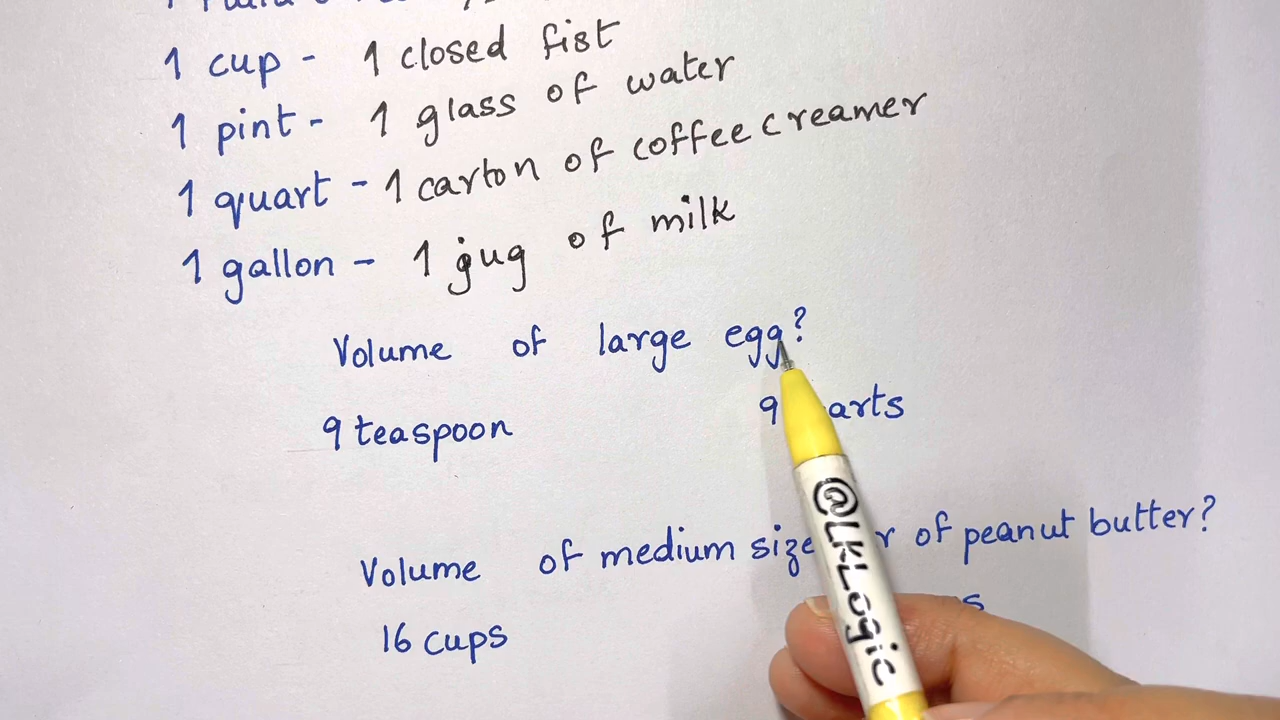 1 cup - 1 closed fist
1 pint - 1 glass of water
1 quart - 1 carton of coffee creamer
1 gallon - 1 jug of milk
Volume of large egg?
9 teaspoon 9
Volume of medium size of peanut butter?
16 cups
@LKLogic